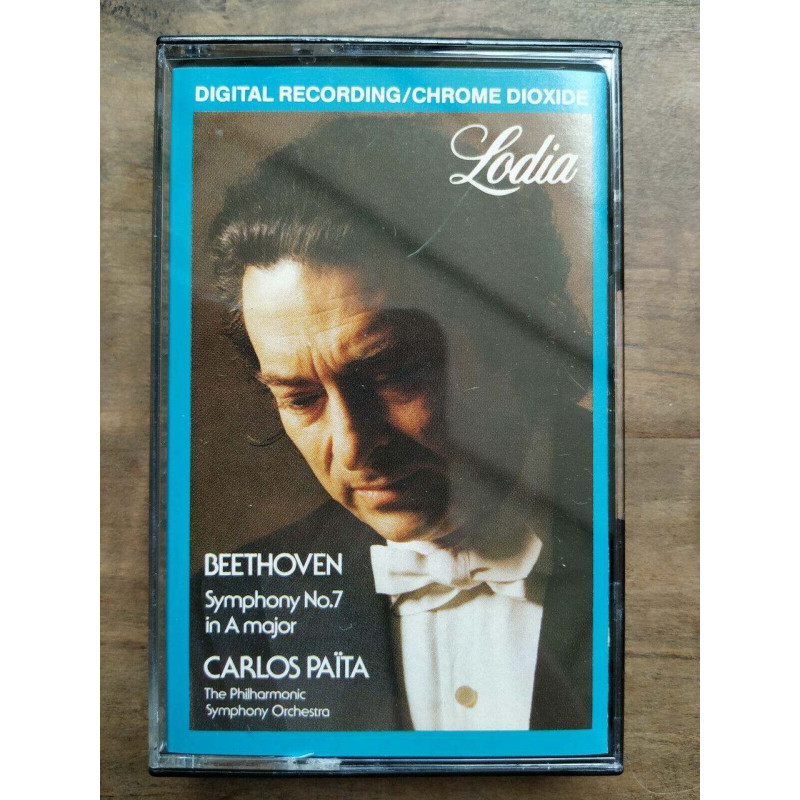 DIGITAL RECORDING/CHROME DIOXIDE
Lodia
BEETHOVEN
Symphony No.7
in A major
CARLOS PAÏTA
The Philharmonic
Symphony Orchestra